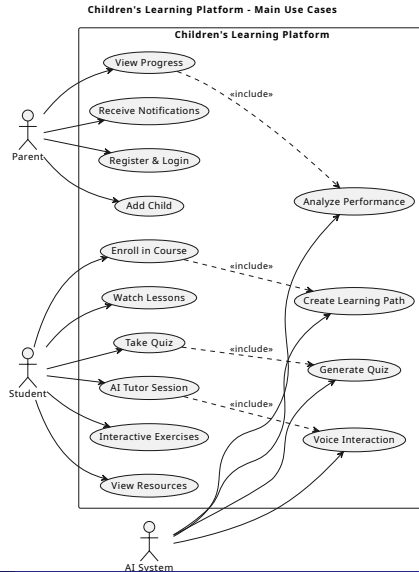 Children's Learning Platform - Main Use Cases
Children's Learning Platform
View Progress
«include»
Receive Notifications
Parent
Register & Login
Analyze Performance
Add Child
Enroll in Course
«include»
Watch Lessons
Create Learning Path
Take Quiz
«include»
Generate Quiz
Student
AI Tutor Session
«include»
Interactive Exercises
Voice Interaction
View Resources
AI System